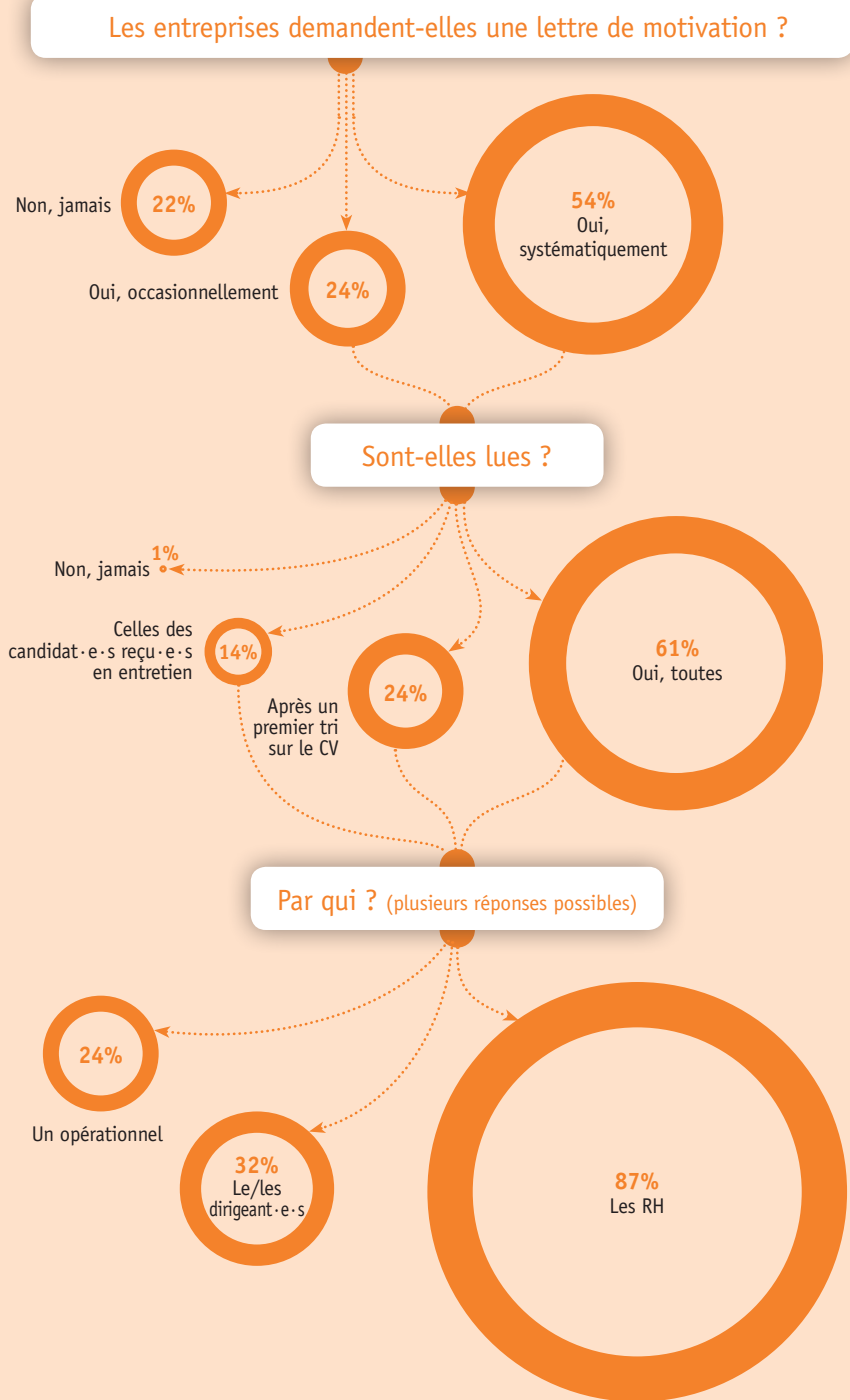 Les entreprises demandent-elles une lettre de motivation ?
Non, jamais
22%
54%
Oui,
systématiquement
Oui, occasionnellement
24%
Sont-elles lues ?
Non, jamais
1%
Celles des
candidat·e·s reçu·e·s
en entretien
14%
Après un
premier tri
sur le CV
24%
61%
Oui, toutes
Par qui ? (plusieurs réponses possibles)
24%
Un opérationnel
32%
Le/les
dirigeant·e·s
87%
Les RH